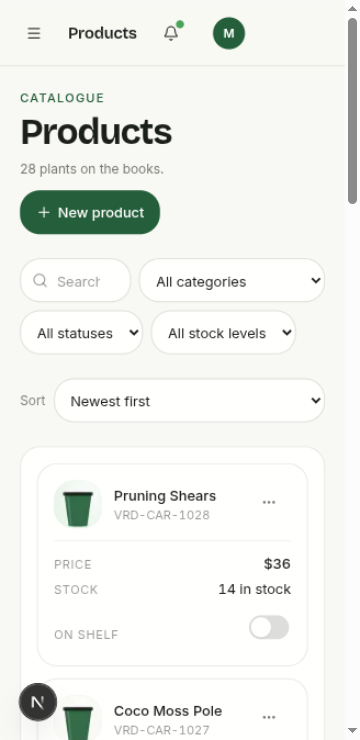 Products
M
CATALOGUE
Products
28 plants on the books.
+ New product
Search
All categories
All statuses
All stock levels
Sort
Newest first
Pruning Shears
...
VRD-CAR-1028
PRICE
$36
STOCK
14 in stock
ON SHELF
Coco Moss Pole
...
VRD-CAR-1027
N